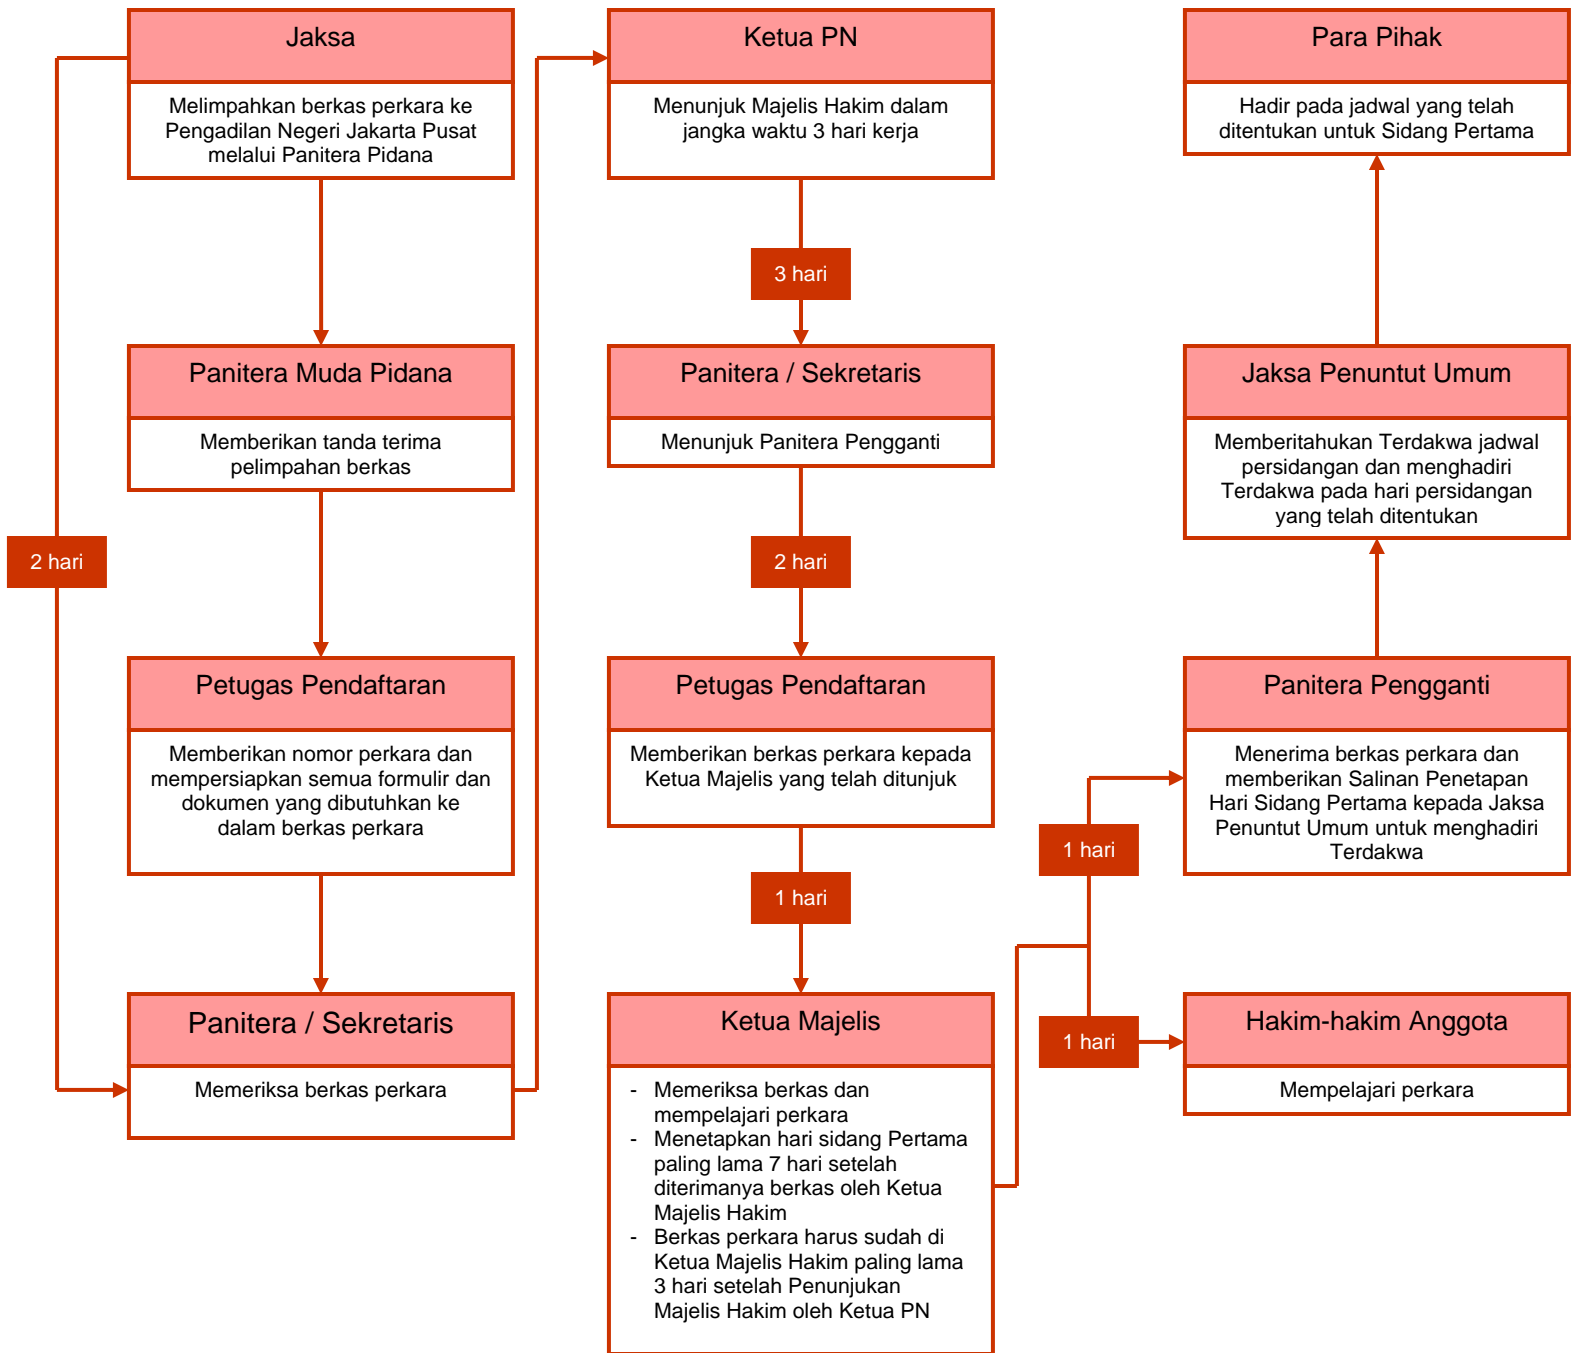 Jaksa
Melimpahkan berkas perkara ke
Pengadilan Negeri Jakarta Pusat
melalui Panitera Pidana
2 hari
Panitera Muda Pidana
Memberikan tanda terima
pelimpahan berkas
Petugas Pendaftaran
Memberikan nomor perkara dan
mempersiapkan semua formulir dan
dokumen yang dibutuhkan ke
dalam berkas perkara
Panitera / Sekretaris
Memeriksa berkas perkara
Ketua PN
Menunjuk Majelis Hakim dalam
jangka waktu 3 hari kerja
3 hari
Panitera / Sekretaris
Menunjuk Panitera Pengganti
2 hari
Petugas Pendaftaran
Memberikan berkas perkara kepada
Ketua Majelis yang telah ditunjuk
1 hari
Ketua Majelis
- Memeriksa berkas dan
mempelajari perkara
- Menetapkan hari sidang Pertama
paling lama 7 hari setelah
diterimanya berkas oleh Ketua
Majelis Hakim
- Berkas perkara harus sudah di
Ketua Majelis Hakim paling lama
3 hari setelah Penunjukan
Majelis Hakim oleh Ketua PN
1 hari
1 hari
Para Pihak
Hadir pada jadwal yang telah
ditentukan untuk Sidang Pertama
Jaksa Penuntut Umum
Memberitahukan Terdakwa jadwal
persidangan dan menghadiri
Terdakwa pada hari persidangan
yang telah ditentukan
Panitera Pengganti
Menerima berkas perkara dan
memberikan Salinan Penetapan
Hari Sidang Pertama kepada Jaksa
Penuntut Umum untuk menghadiri
Terdakwa
Hakim-hakim Anggota
Mempelajari perkara